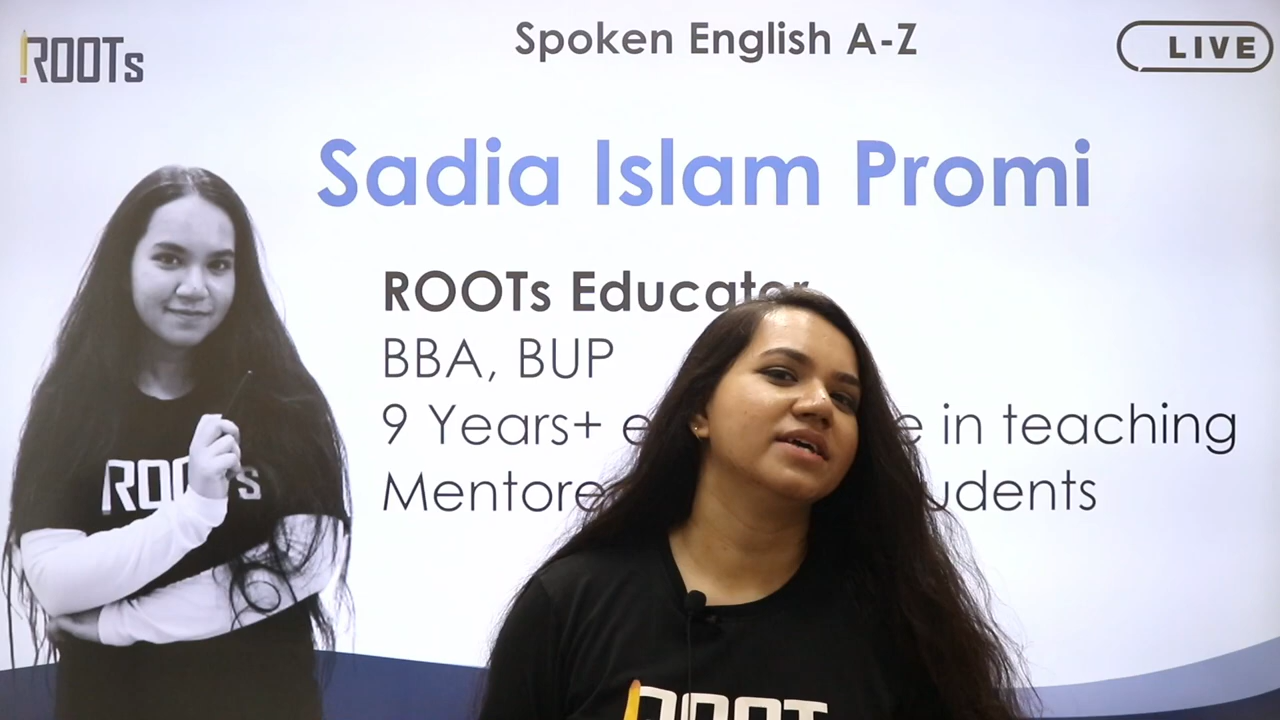 ROOTs
Spoken English A-Z
LIVE
Sadia Islam Promi
ROOTs Educator
BBA, BUP
9 Years+ in teaching
ROOTs